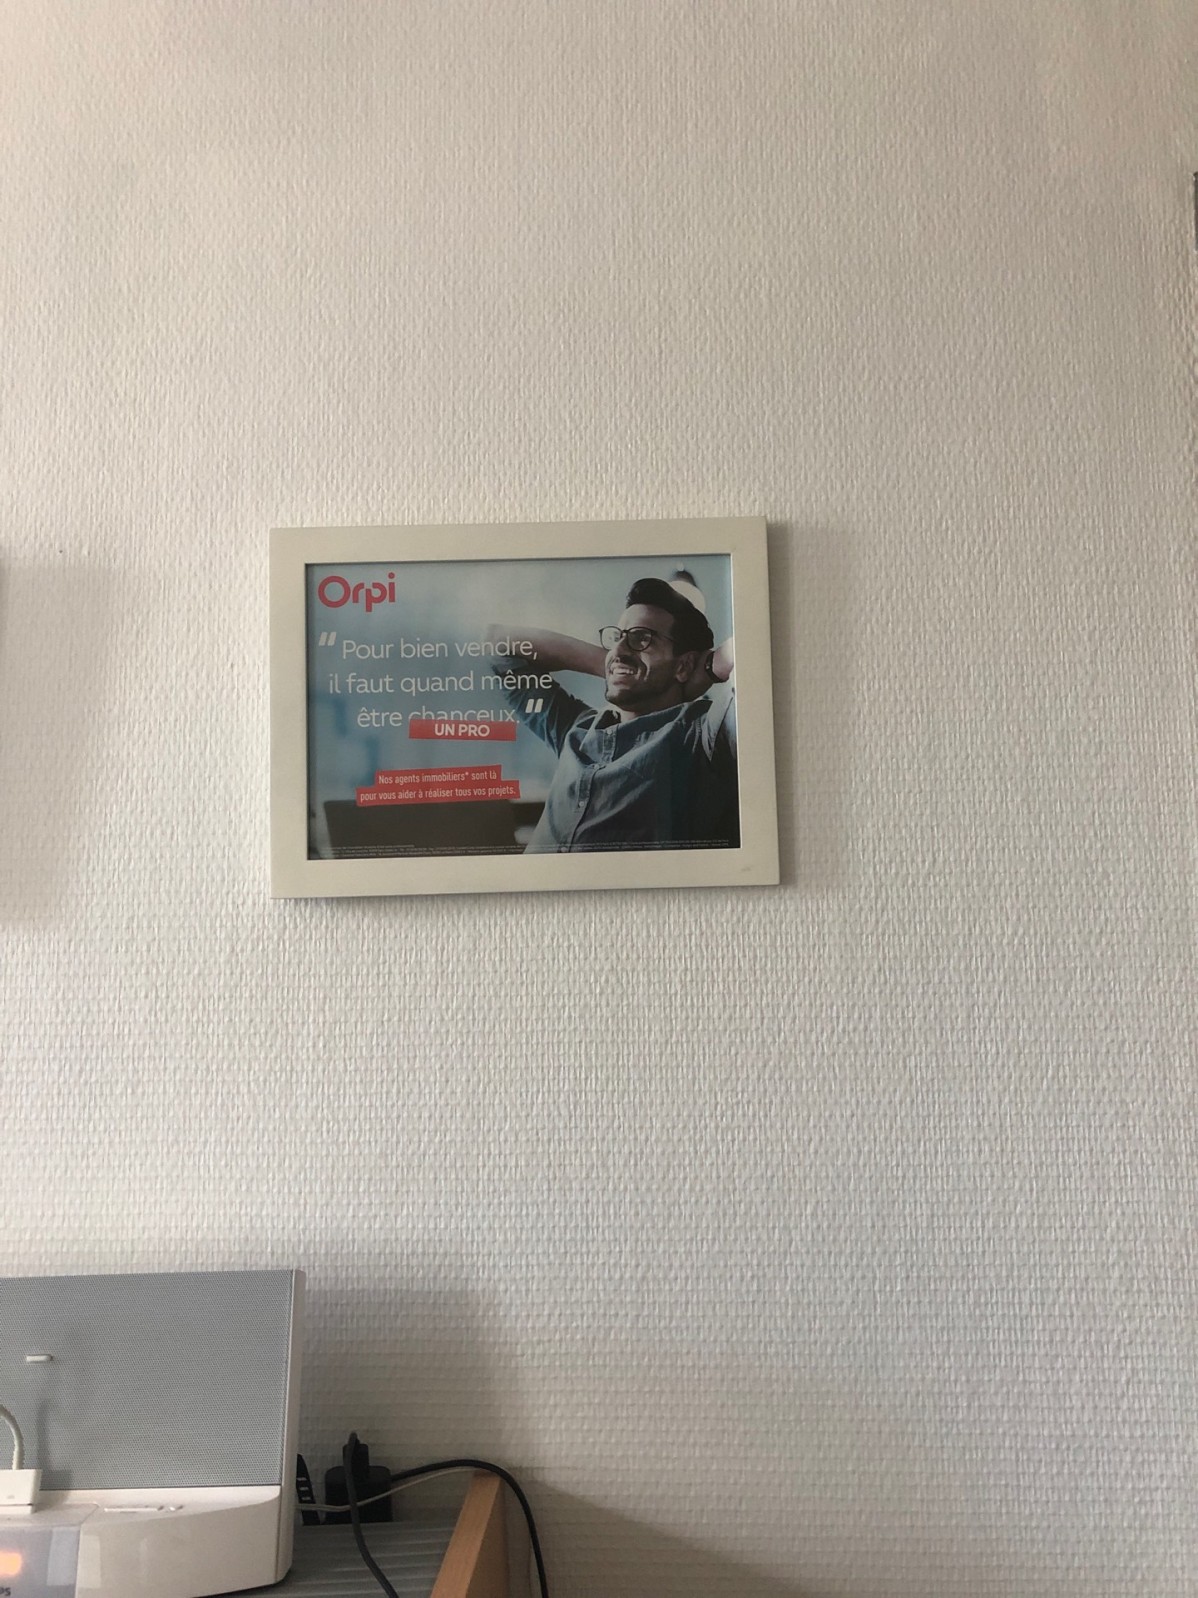 Orpi
"Pour bien vendre,
il faut quand même
être chanceux."
UN PRO
Nos agents immobiliers* sont là
pour vous aider à réaliser tous vos projets.
PS